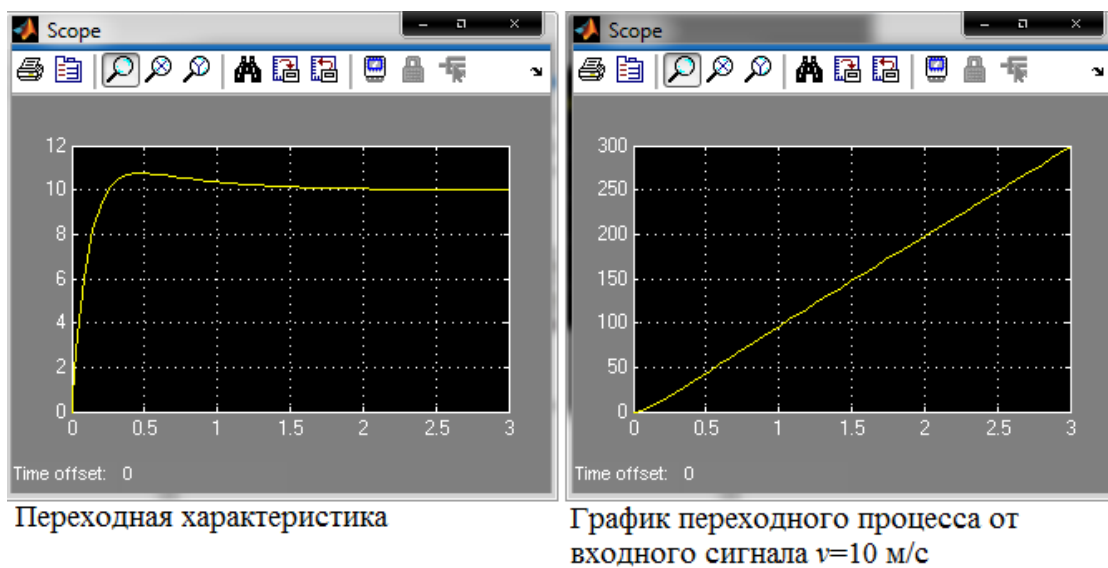 Scope
12
10
8
6
4
2
0
0 0.5 1 1.5 2 2.5 3
Time offset: 0
Переходная характеристика
Scope
300
250
200
150
100
50
0
0 0.5 1 1.5 2 2.5 3
Time offset: 0
График переходного процесса от
входного сигнала v=10 м/с